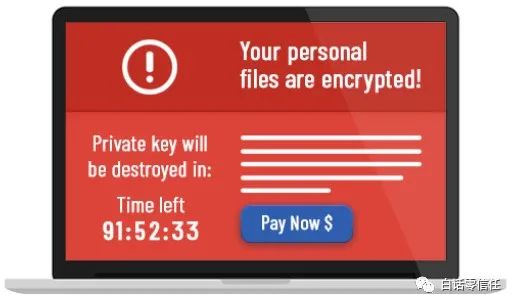 Your personal
files are encrypted!
Private key will
be destroyed in:
Time left
91:52:33
Pay Now $
白话零信任